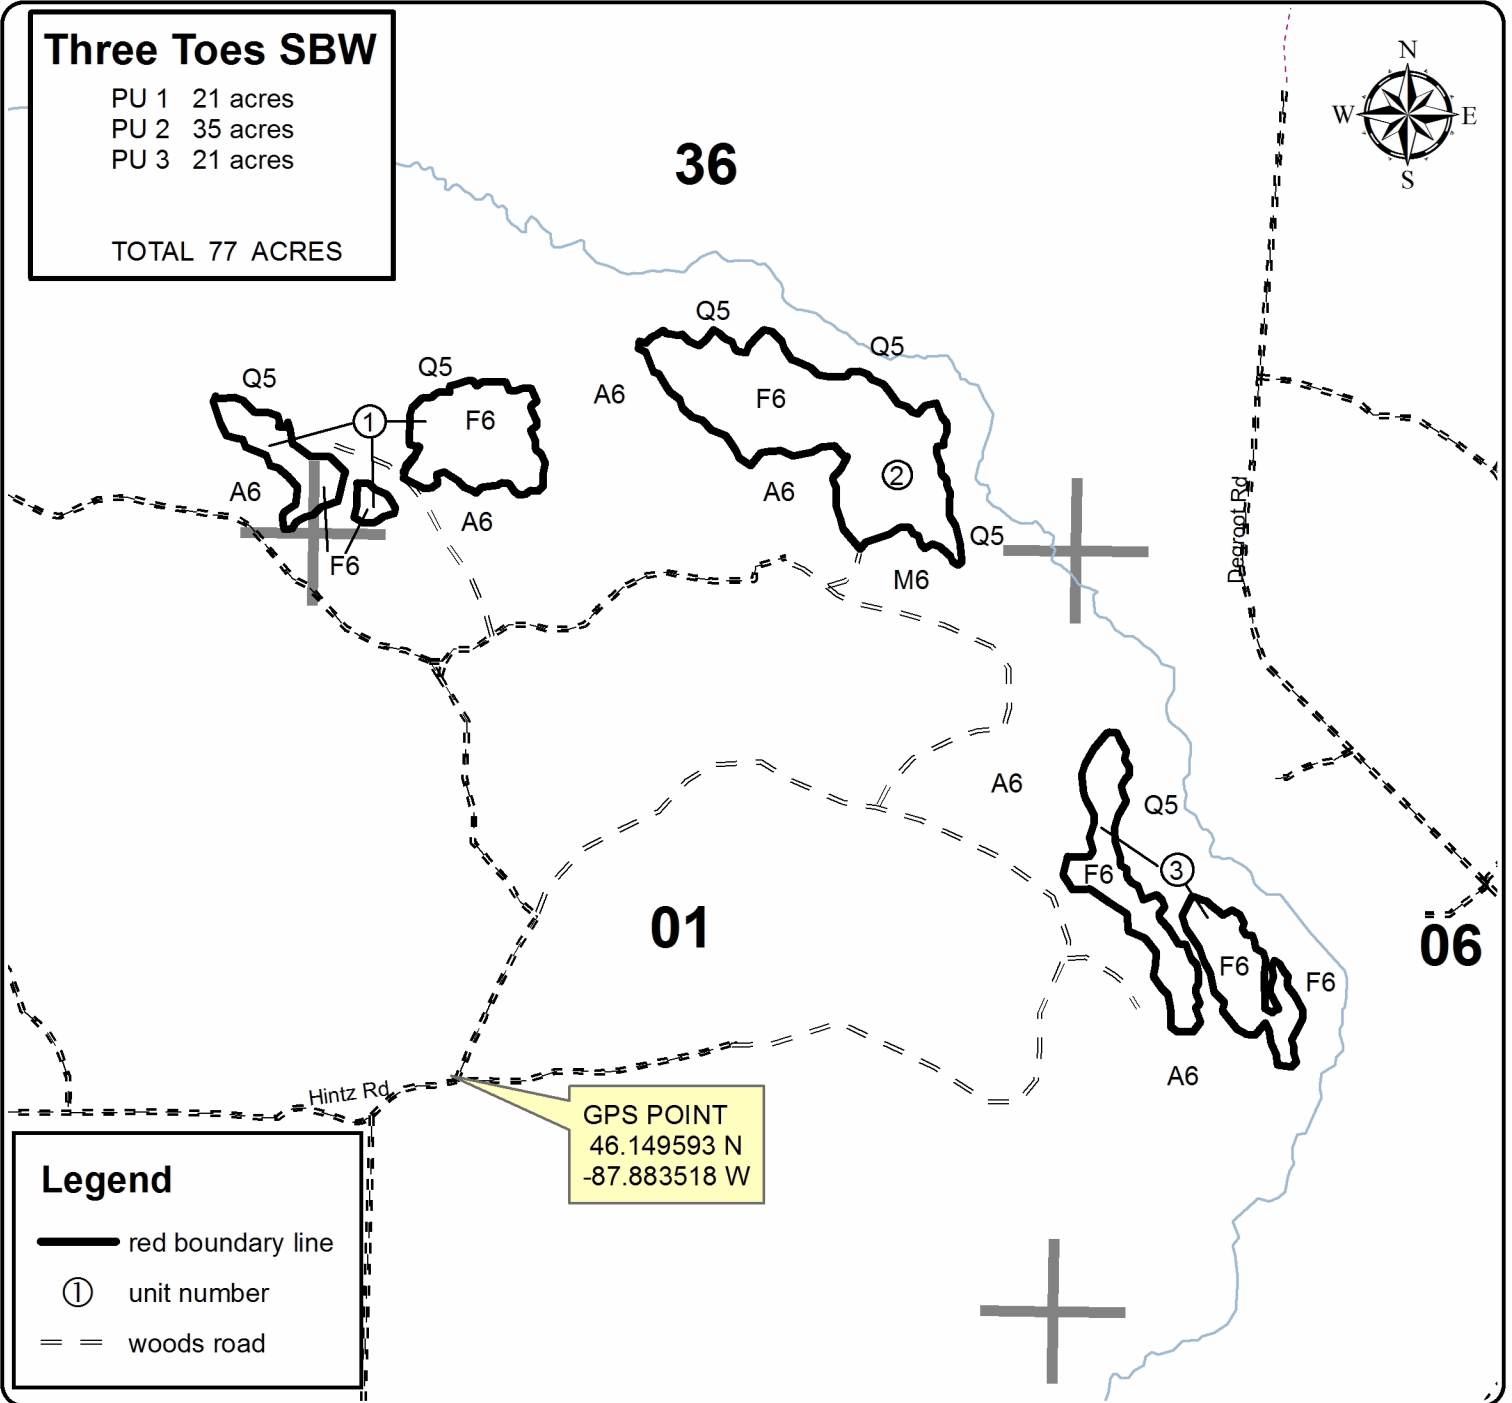 Three Toes SBW
PU 1 21 acres
PU 2 35 acres
PU 3 21 acres
TOTAL 77 ACRES
N
W E
S
36
Q5
Q5
Q5
Q5
A6
F6
F6
1
A6
A6
2
A6
Q5
F6
M6
Degroot Rd
A6
Q5
F6
3
01
06
F6
F6
A6
Hintz Rd
GPS POINT
46.149593 N
-87.883518 W
Legend
red boundary line
1 unit number
woods road